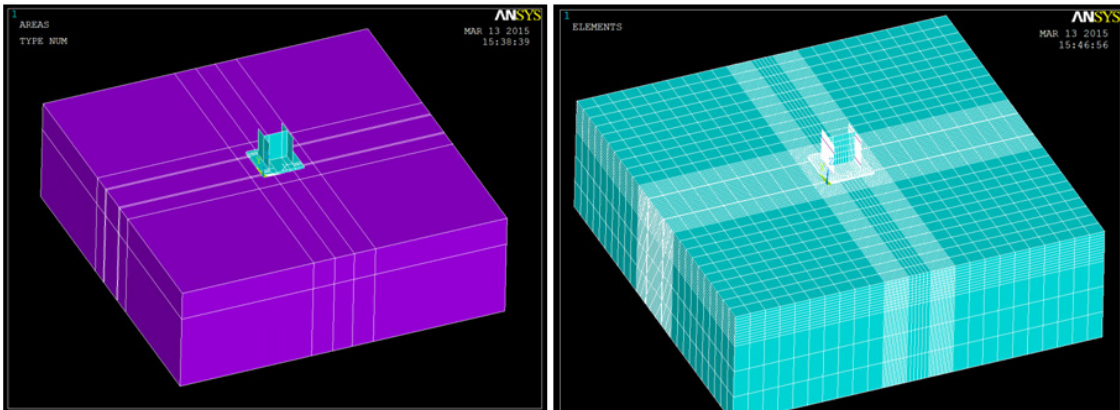 1
AREAS
TYPE NUM
ANSYS
MAR 13 2015
15:38:39
1
ELEMENTS
ANSYS
MAR 13 2015
15:46:56